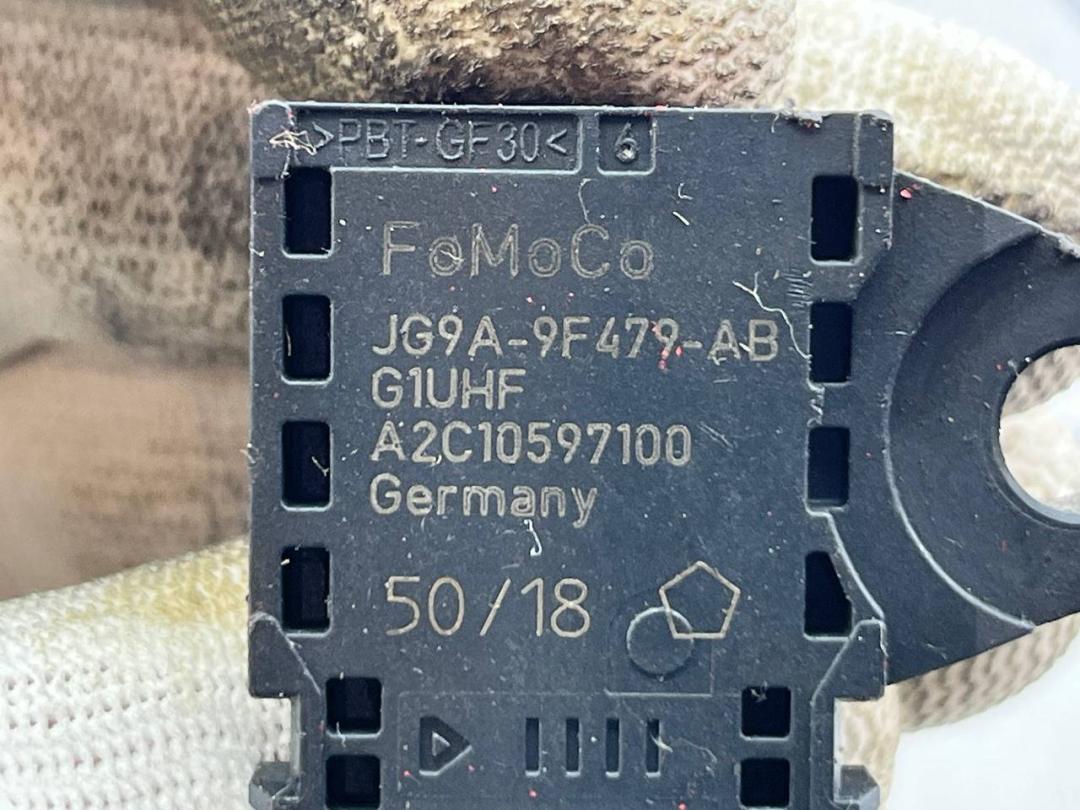 >PBT-GF30< 6
FoMoCo
JG9A-9F479-AB
G1UHF
A2C10597100
Germany
50/18